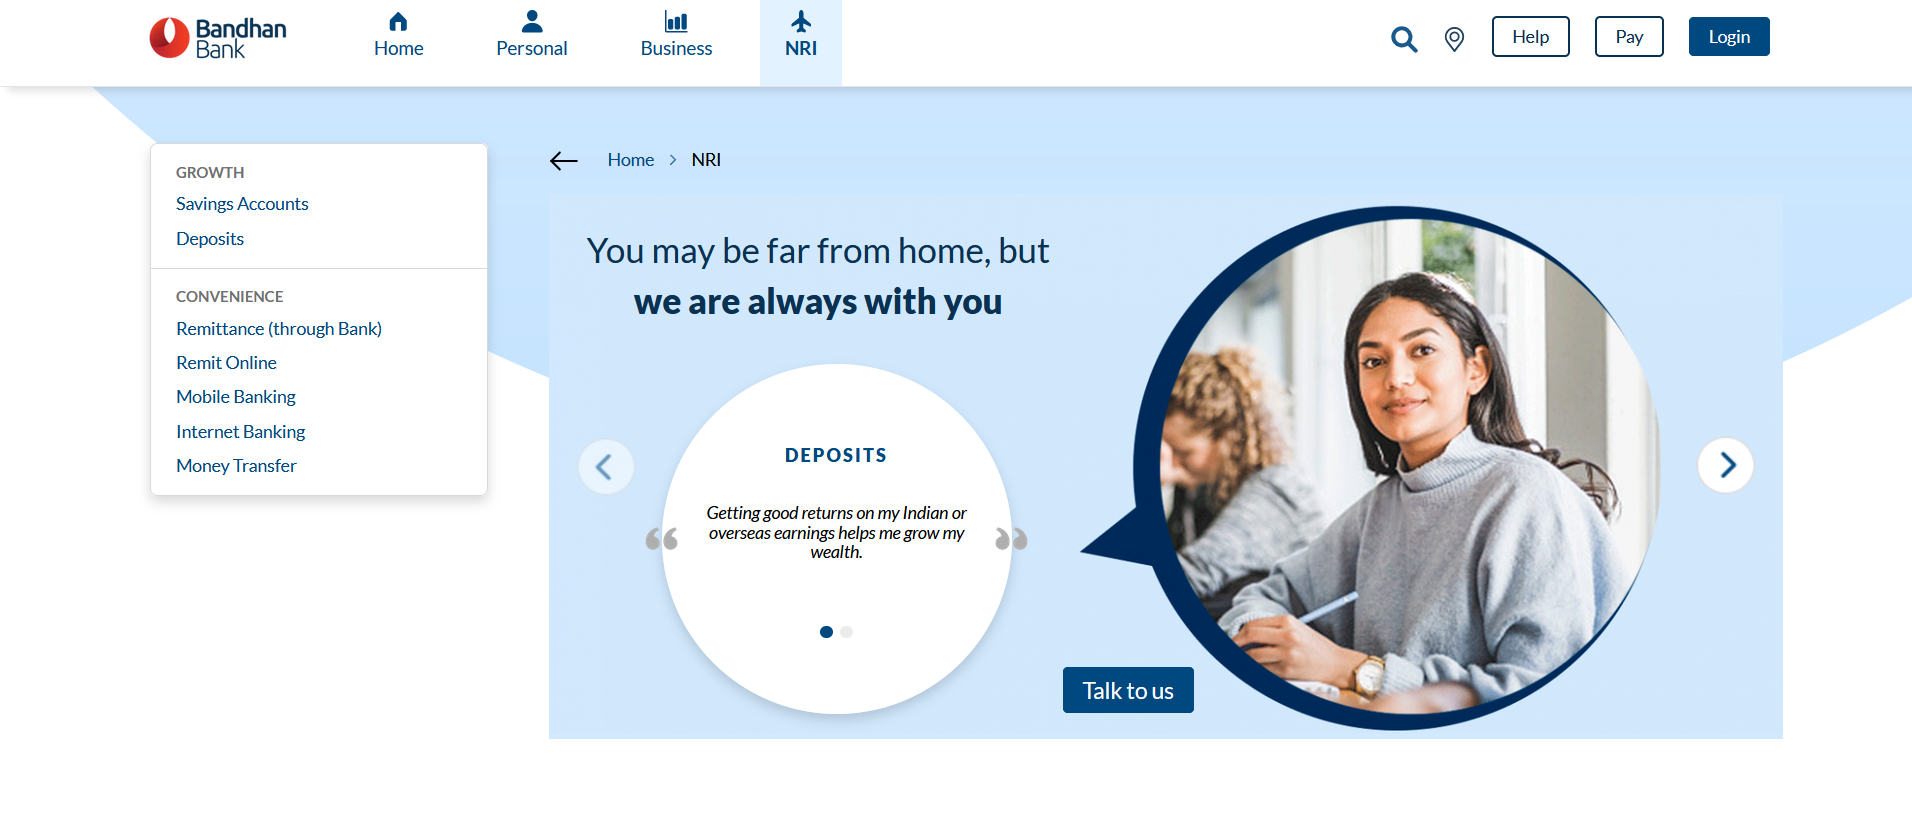 Bandhan
Bank
Home
Personal
Business
NRI
Help
Pay
Login
GROWTH
Savings Accounts
Deposits
CONVENIENCE
Remittance (through Bank)
Remit Online
Mobile Banking
Internet Banking
Money Transfer
Home > NRI
You may be far from home, but
we are always with you
DEPOSITS
“ Getting good returns on my Indian or
overseas earnings helps me grow my
wealth. ”
Talk to us